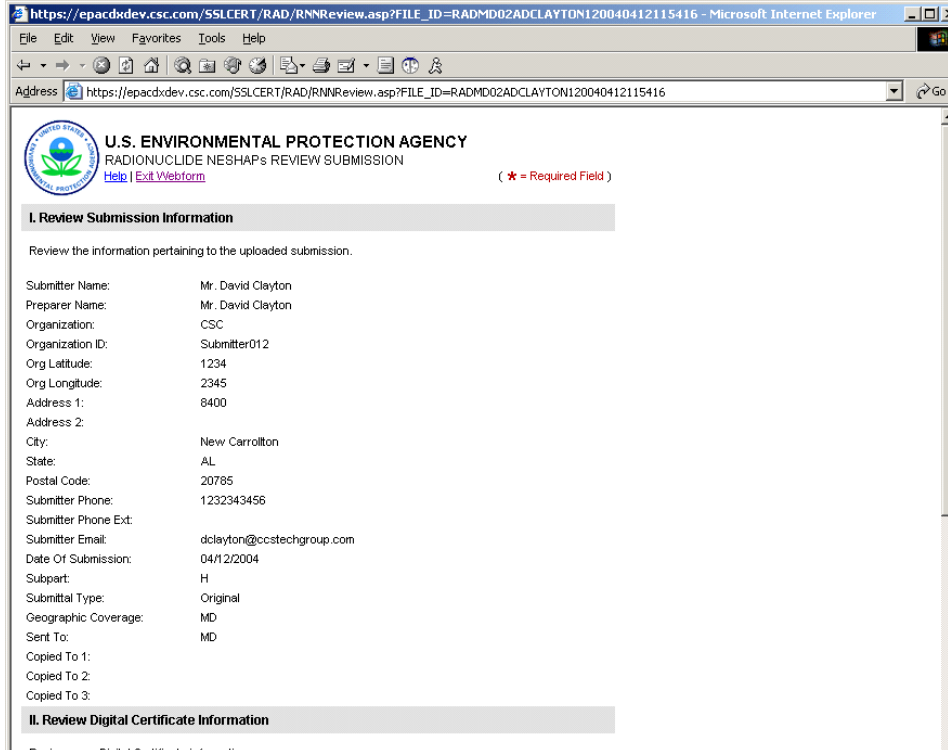 https://epacdxdev.csc.com/SSLCERT/RAD/RNNReview.asp?FILE_ID=RADMD02ADCLAYTON120040412115416 - Microsoft Internet Explorer
File Edit View Favorites Tools Help
Address https://epacdxdev.csc.com/SSLCERT/RAD/RNNReview.asp?FILE_ID=RADMD02ADCLAYTON120040412115416 Go
U.S. ENVIRONMENTAL PROTECTION AGENCY
RADIONUCLIDE NESHAPs REVIEW SUBMISSION
Help | Exit Webform ( * = Required Field )
I. Review Submission Information
Review the information pertaining to the uploaded submission.
Submitter Name: Mr. David Clayton
Preparer Name: Mr. David Clayton
Organization: CSC
Organization ID: Submitter012
Org Latitude: 1234
Org Longitude: 2345
Address 1: 8400
Address 2:
City: New Carrollton
State: AL
Postal Code: 20785
Submitter Phone: 1232343456
Submitter Phone Ext:
Submitter Email: dclayton@ccstechgroup.com
Date Of Submission: 04/12/2004
Subpart: H
Submittal Type: Original
Geographic Coverage: MD
Sent To: MD
Copied To 1:
Copied To 2:
Copied To 3:
II. Review Digital Certificate Information